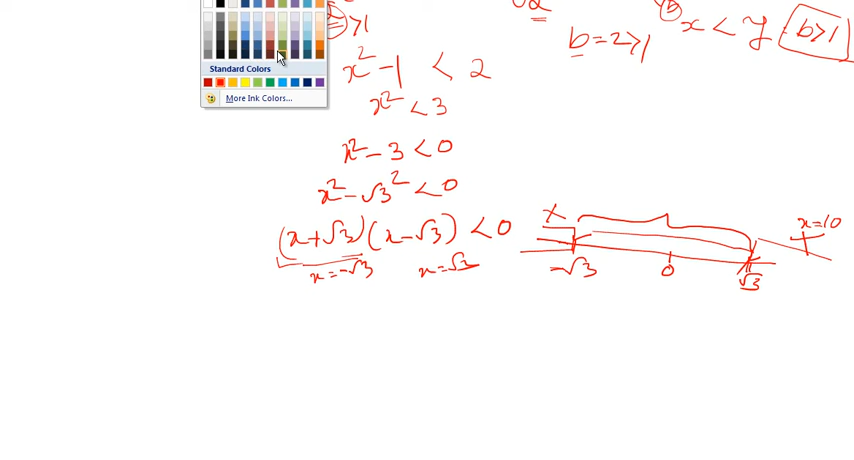 2 > 1
b = 2 > 1
x < y
b > 1
x² - 1 < 2
x² < 3
x² - 3 < 0
x² - √3² < 0
(x + √3)(x - √3) < 0
x = -√3
x = √3
-√3
0
√3
x = 10
Standard Colors
More Ink Colors...